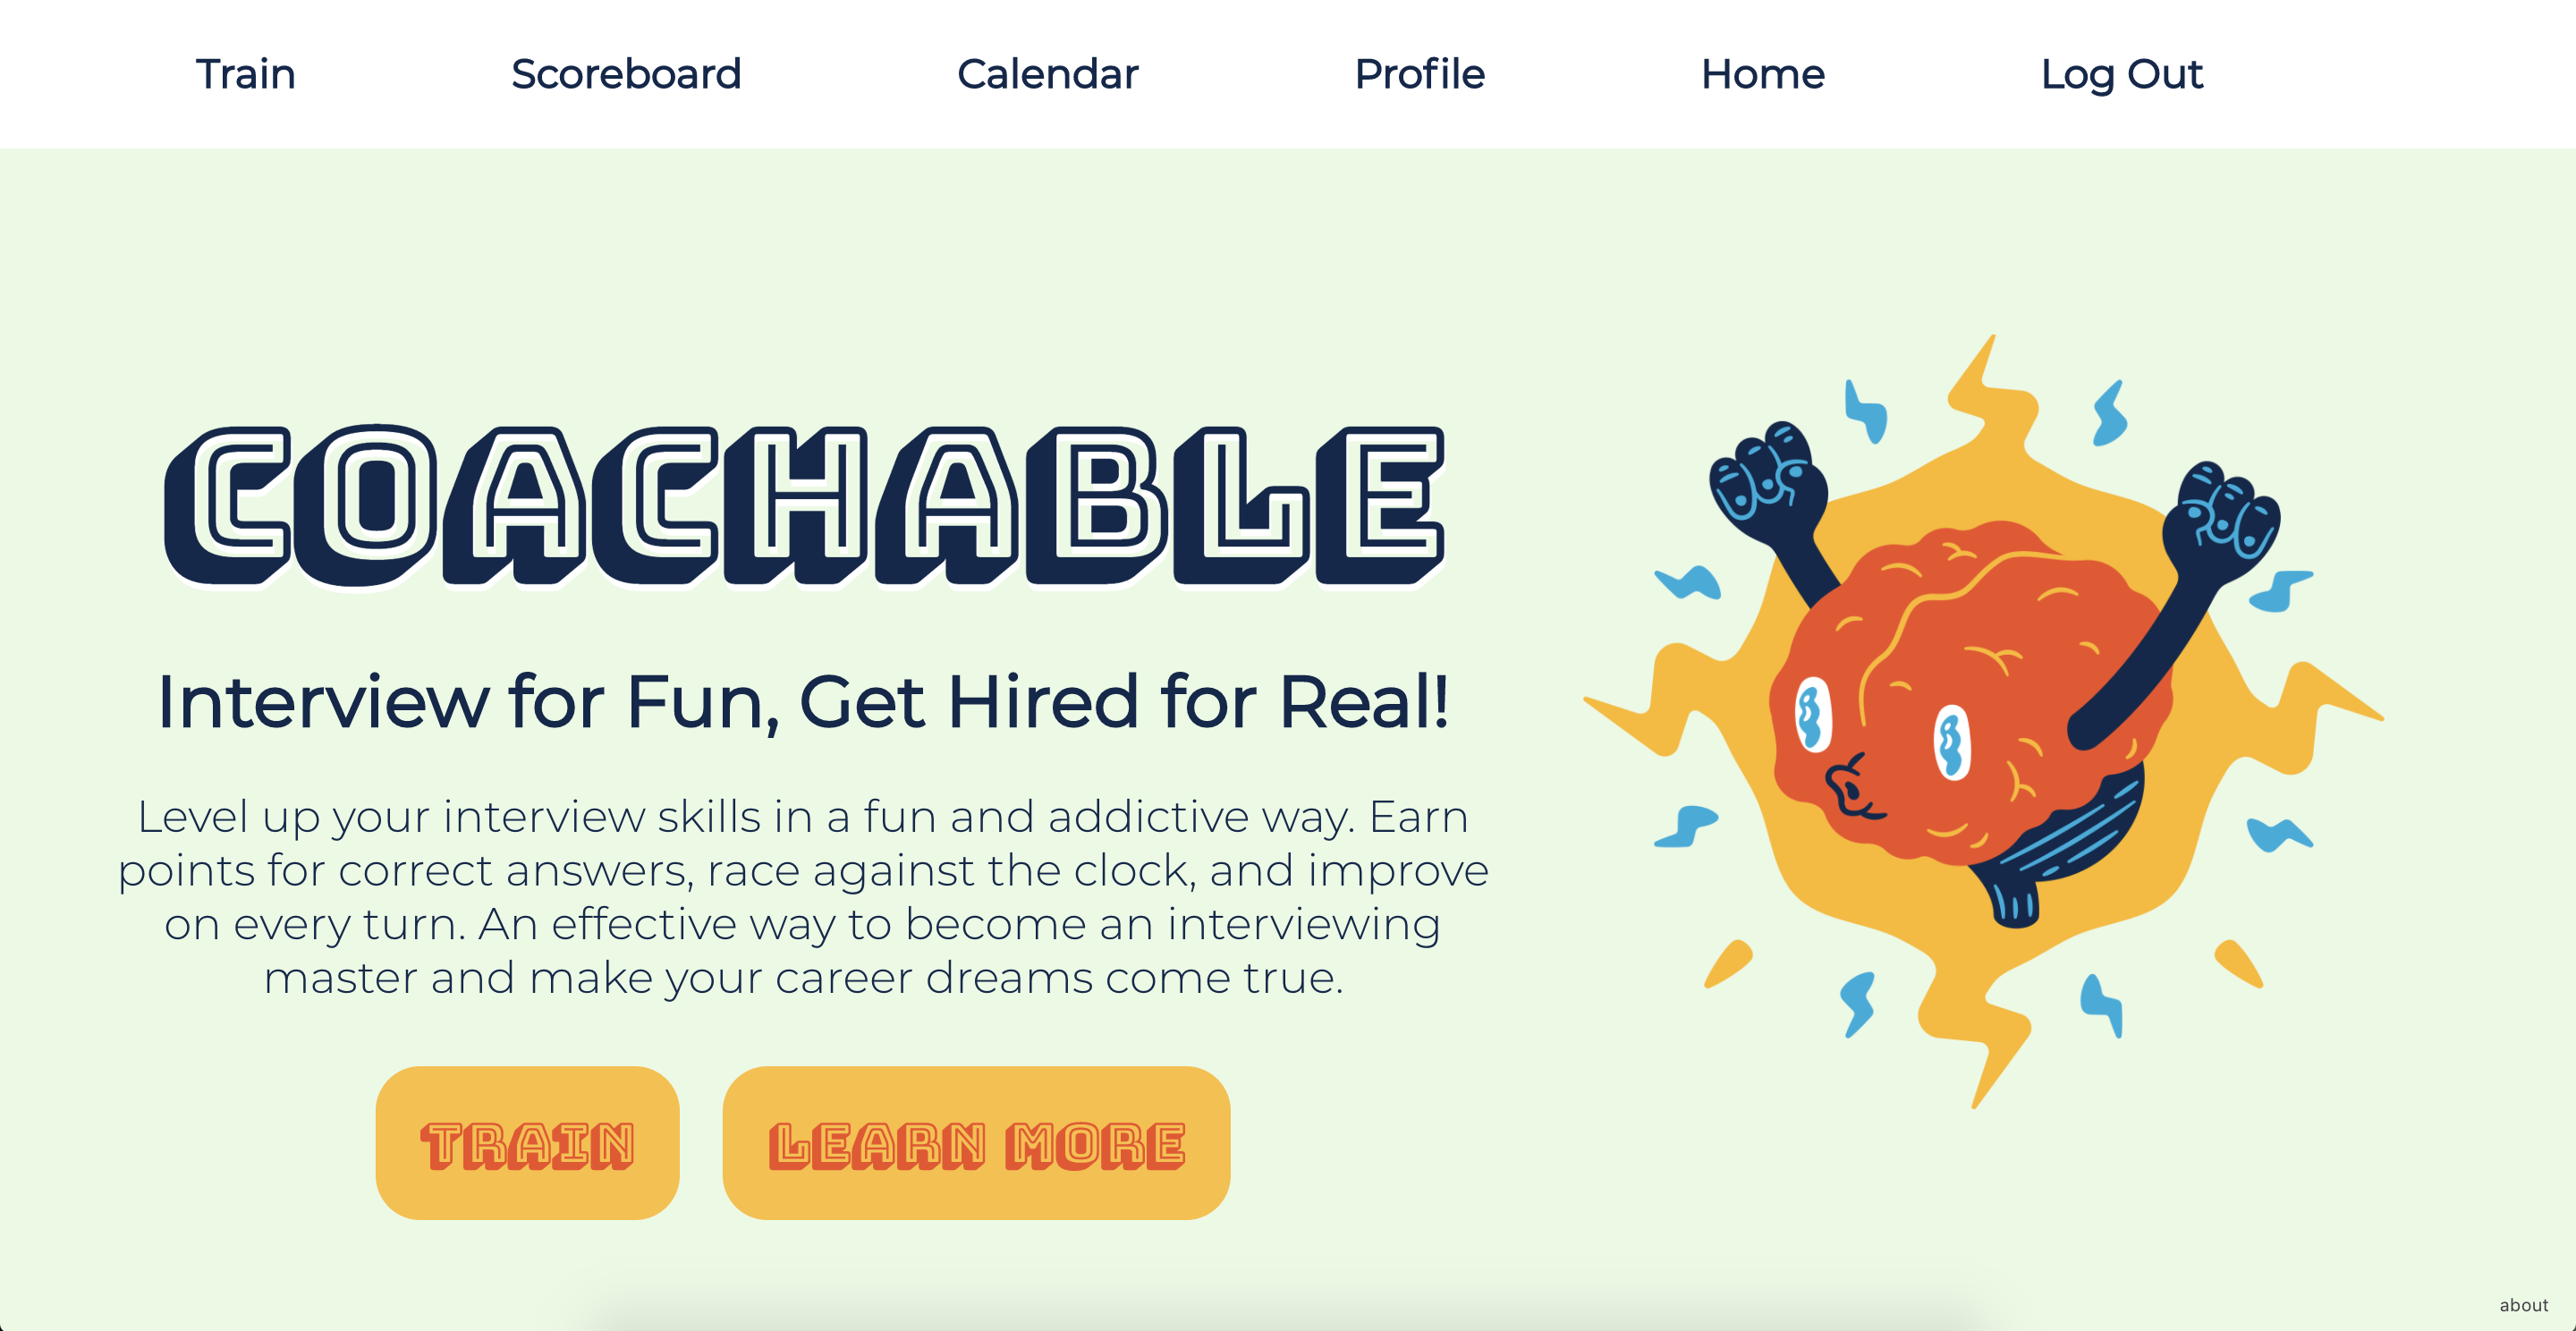 Train Scoreboard Calendar Profile Home Log Out
COACHABLE
Interview for Fun, Get Hired for Real!
Level up your interview skills in a fun and addictive way. Earn
points for correct answers, race against the clock, and improve
on every turn. An effective way to become an interviewing
master and make your career dreams come true.
TRAIN LEARN MORE
about